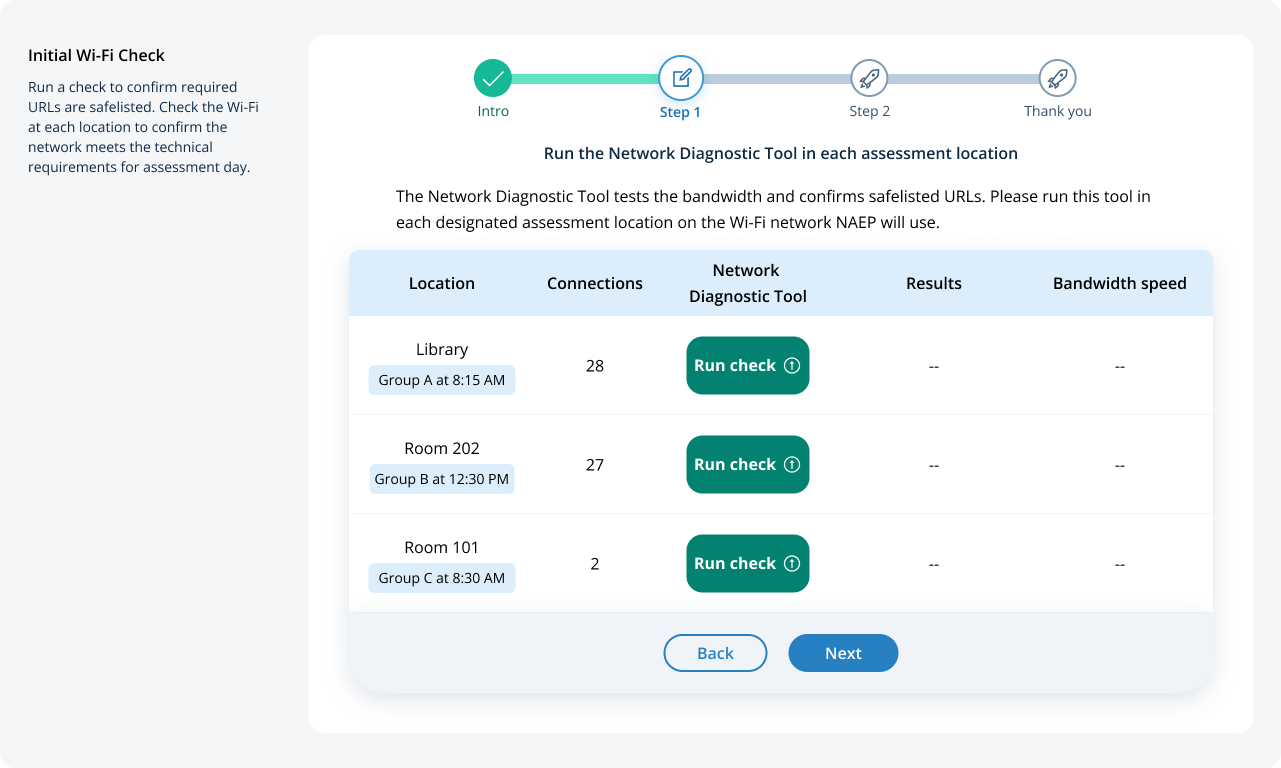 Initial Wi-Fi Check
Run a check to confirm required
URLs are safelisted. Check the Wi-Fi
at each location to confirm the
network meets the technical
requirements for assessment day.
Intro
Step 1
Step 2
Thank you
Run the Network Diagnostic Tool in each assessment location
The Network Diagnostic Tool tests the bandwidth and confirms safelisted URLs. Please run this tool in
each designated assessment location on the Wi-Fi network NAEP will use.
Location
Connections
Network
Diagnostic Tool
Results
Bandwidth speed
Library
Group A at 8:15 AM
28
Run check
--
--
Room 202
Group B at 12:30 PM
27
Run check
--
--
Room 101
Group C at 8:30 AM
2
Run check
--
--
Back
Next